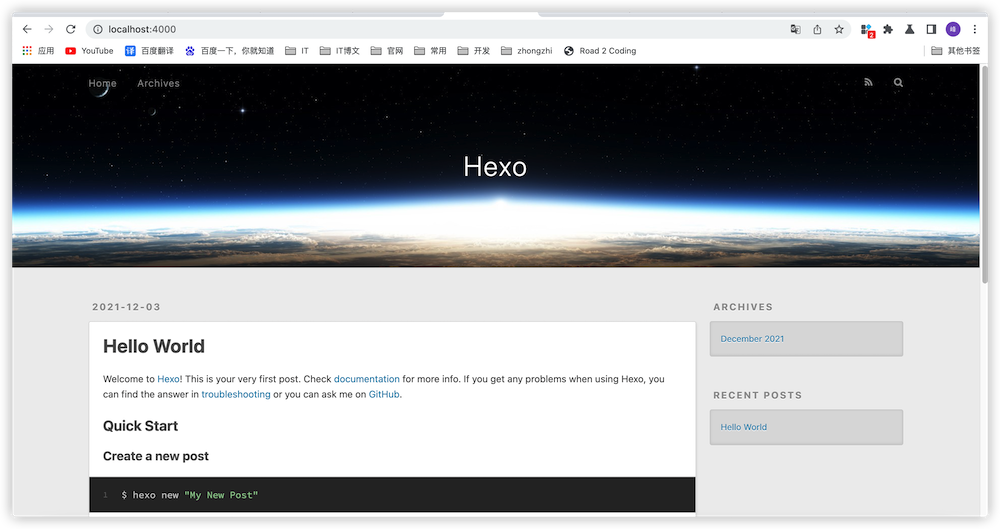 localhost:4000
2
峰
应用 YouTube 译 百度翻译 百度一下，你就知道 IT IT博文 官网 常用 开发 zhongzhi Road 2 Coding 其他书签
Home Archives
Hexo
2021-12-03
Hello World
Welcome to Hexo! This is your very first post. Check documentation for more info. If you get any problems when using Hexo, you
can find the answer in troubleshooting or you can ask me on GitHub.
Quick Start
Create a new post
1 $ hexo new "My New Post"
ARCHIVES
December 2021
RECENT POSTS
Hello World